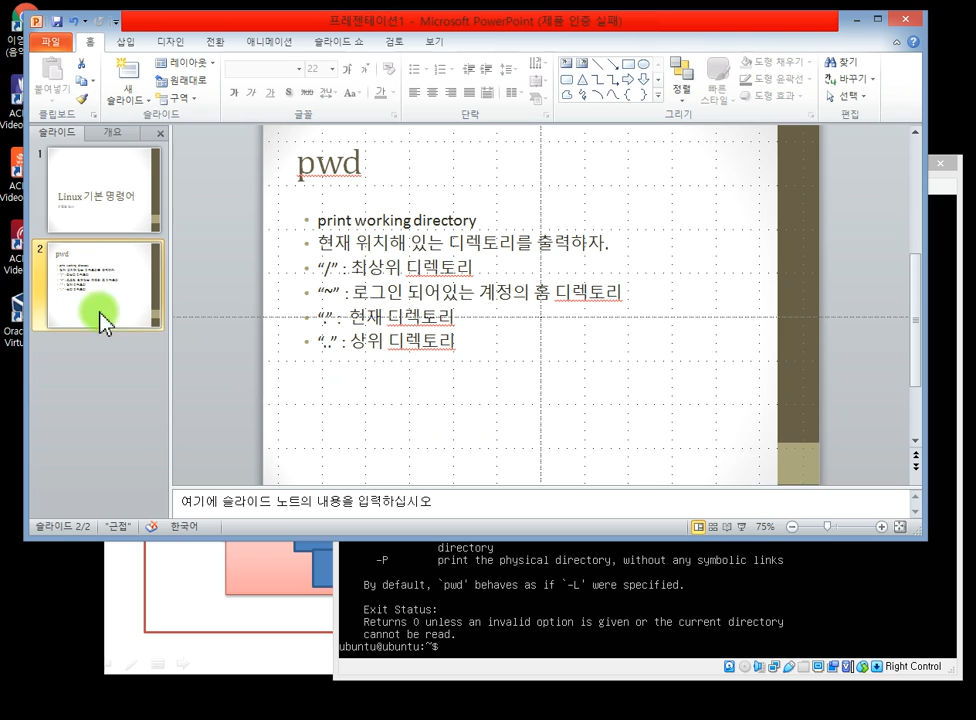 프레젠테이션1 - Microsoft PowerPoint (제품 인증 실패)
파일 홈 삽입 디자인 전환 애니메이션 슬라이드 쇼 검토 보기
붙여넣기
클립보드
새 슬라이드
레이아웃
원래대로
구역
슬라이드
22
가 가 가 S abc 가 Aa 가
글꼴
단락
정렬
빠른 스타일
도형 채우기
도형 윤곽선
도형 효과
그리기
찾기
바꾸기
선택
편집
슬라이드 개요
1
Linux 기본 명령어
2
pwd
pwd
• print working directory
• 현재 위치해 있는 디렉토리를 출력하자.
• “/” : 최상위 디렉토리
• “~” : 로그인 되어있는 계정의 홈 디렉토리
• “.” : 현재 디렉토리
• “..” : 상위 디렉토리
여기에 슬라이드 노트의 내용을 입력하십시오
슬라이드 2/2 "근접" 한국어 75%
directory
-P print the physical directory, without any symbolic links
By default, `pwd' behaves as if `-L' were specified.
Exit Status:
Returns 0 unless an invalid option is given or the current directory
cannot be read.
ubuntu@ubuntu:~$
Right Control